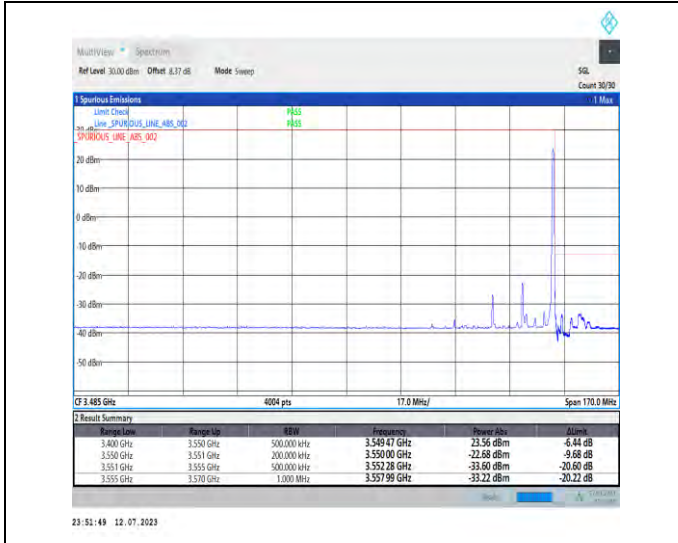 MultiView Spectrum
Ref Level 30.00 dBm Offset 8.37 dB Mode Sweep SGL
Count 30/30
1 Spurious Emissions 1 Max
Limit Check PASS
Line _SPURIOUS_LINE_ABS_002 PASS
_SPURIOUS_LINE_ABS_002
20 dBm
10 dBm
0 dBm
-10 dBm
-20 dBm
-30 dBm
-40 dBm
-50 dBm
CF 3.485 GHz 4004 pts 17.0 MHz/ Span 170.0 MHz
2 Result Summary
Range Low Range Up RBW Frequency Power Abs ΔLimit
3.400 GHz 3.550 GHz 500.000 kHz 3.549 47 GHz 23.56 dBm -6.44 dB
3.550 GHz 3.551 GHz 200.000 kHz 3.550 00 GHz -22.68 dBm -9.68 dB
3.551 GHz 3.555 GHz 500.000 kHz 3.552 28 GHz -33.60 dBm -20.60 dB
3.555 GHz 3.570 GHz 1.000 MHz 3.557 99 GHz -33.22 dBm -20.22 dB
23:51:49 12.07.2023